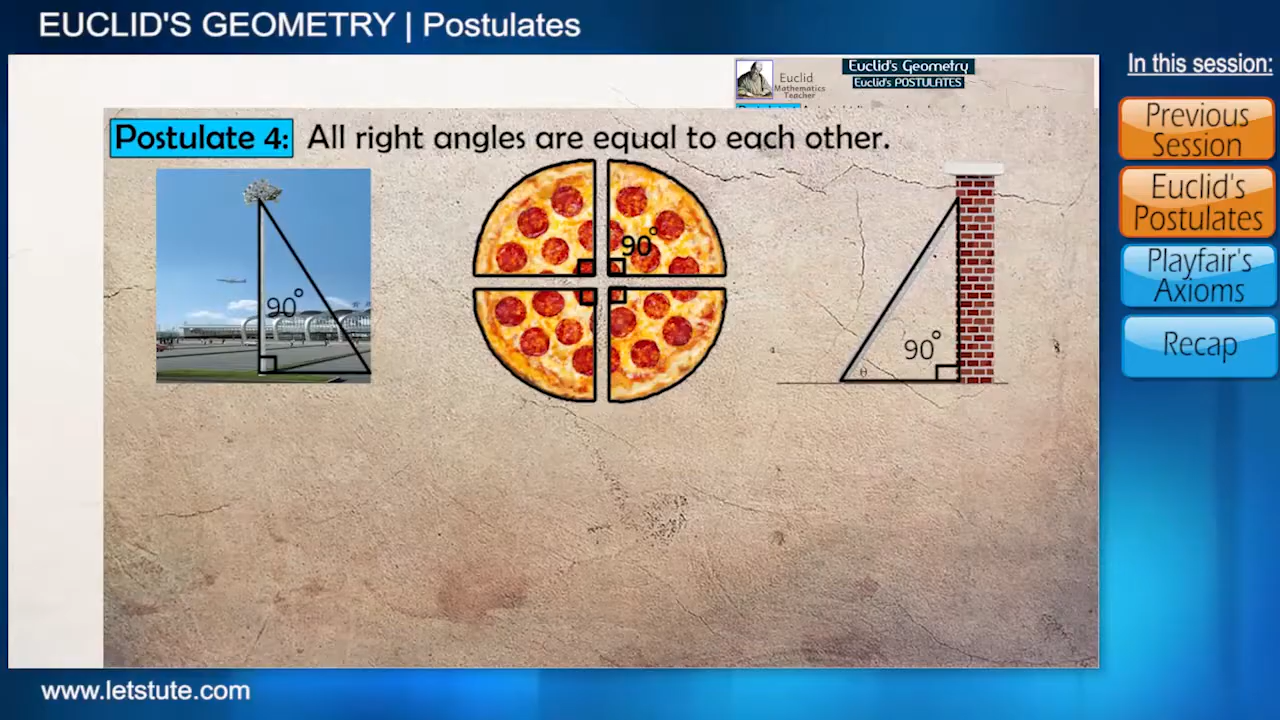 EUCLID'S GEOMETRY | Postulates
In this session:
Euclid
Mathematics
Teacher
Euclid's Geometry
Euclid's POSTULATES
Previous
Session
Euclid's
Postulates
Playfair's
Axioms
Recap
Postulate 4: All right angles are equal to each other.
90°
90°
90°
θ
www.letstute.com